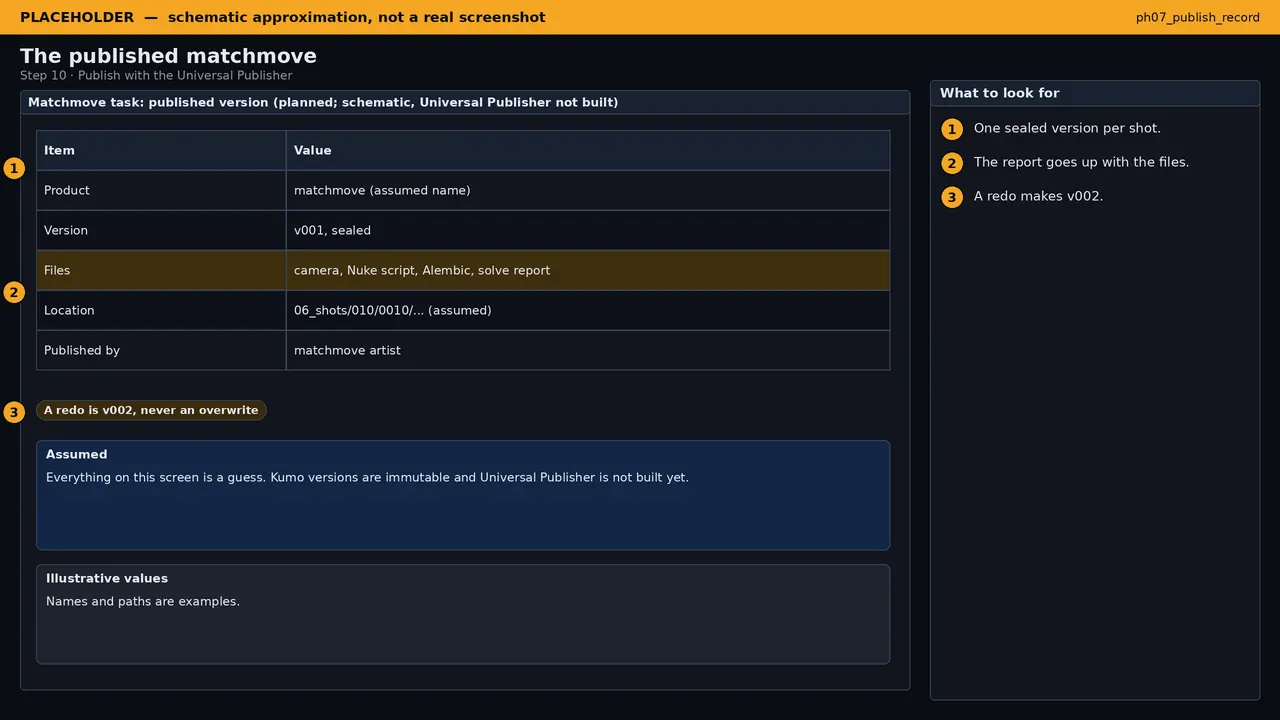 PLACEHOLDER — schematic approximation, not a real screenshot
ph07_publish_record
The published matchmove
Step 10 · Publish with the Universal Publisher
Matchmove task: published version (planned; schematic, Universal Publisher not built)
Item Value
1
Product matchmove (assumed name)
Version v001, sealed
Files camera, Nuke script, Alembic, solve report
2
Location 06_shots/010/0010/... (assumed)
Published by matchmove artist
3 A redo is v002, never an overwrite
Assumed
Everything on this screen is a guess. Kumo versions are immutable and Universal Publisher is not built yet.
Illustrative values
Names and paths are examples.
What to look for
1 One sealed version per shot.
2 The report goes up with the files.
3 A redo makes v002.